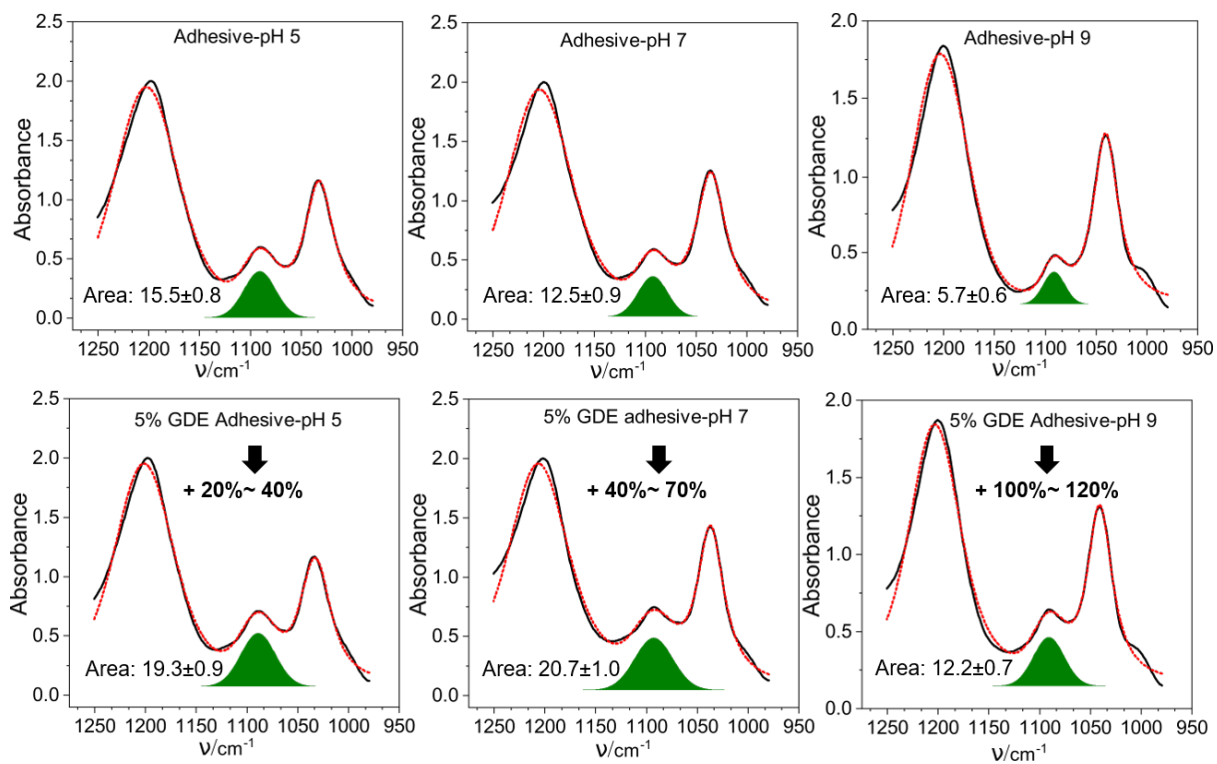 Adhesive-pH 5
Absorbance
2.5
2.0
1.5
1.0
0.5
0.0
Area: 15.5±0.8
1250 1200 1150 1100 1050 1000 950
ν/cm⁻¹
Adhesive-pH 7
Absorbance
2.5
2.0
1.5
1.0
0.5
0.0
Area: 12.5±0.9
1250 1200 1150 1100 1050 1000 950
ν/cm⁻¹
Adhesive-pH 9
Absorbance
2.0
1.5
1.0
0.5
0.0
Area: 5.7±0.6
1250 1200 1150 1100 1050 1000 950
ν/cm⁻¹
5% GDE Adhesive-pH 5
+ 20%~ 40%
Absorbance
2.5
2.0
1.5
1.0
0.5
0.0
Area: 19.3±0.9
1250 1200 1150 1100 1050 1000 950
ν/cm⁻¹
5% GDE adhesive-pH 7
+ 40%~ 70%
Absorbance
2.5
2.0
1.5
1.0
0.5
0.0
Area: 20.7±1.0
1250 1200 1150 1100 1050 1000 950
ν/cm⁻¹
5% GDE Adhesive-pH 9
+ 100%~ 120%
Absorbance
2.0
1.5
1.0
0.5
0.0
Area: 12.2±0.7
1250 1200 1150 1100 1050 1000 950
ν/cm⁻¹